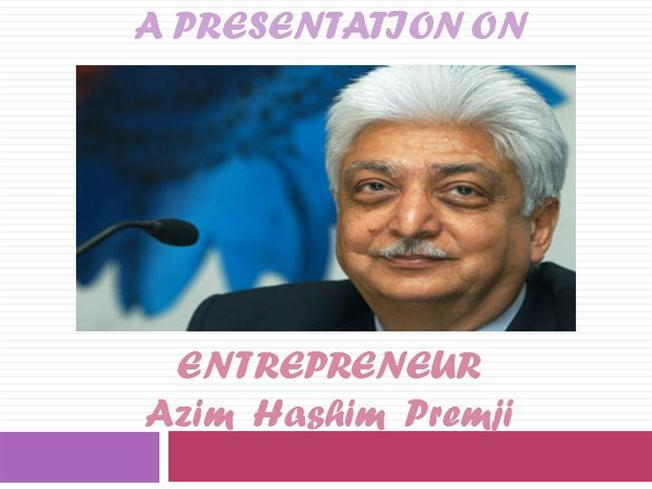 A PRESENTATION ON
ENTREPRENEUR
Azim Hashim Premji